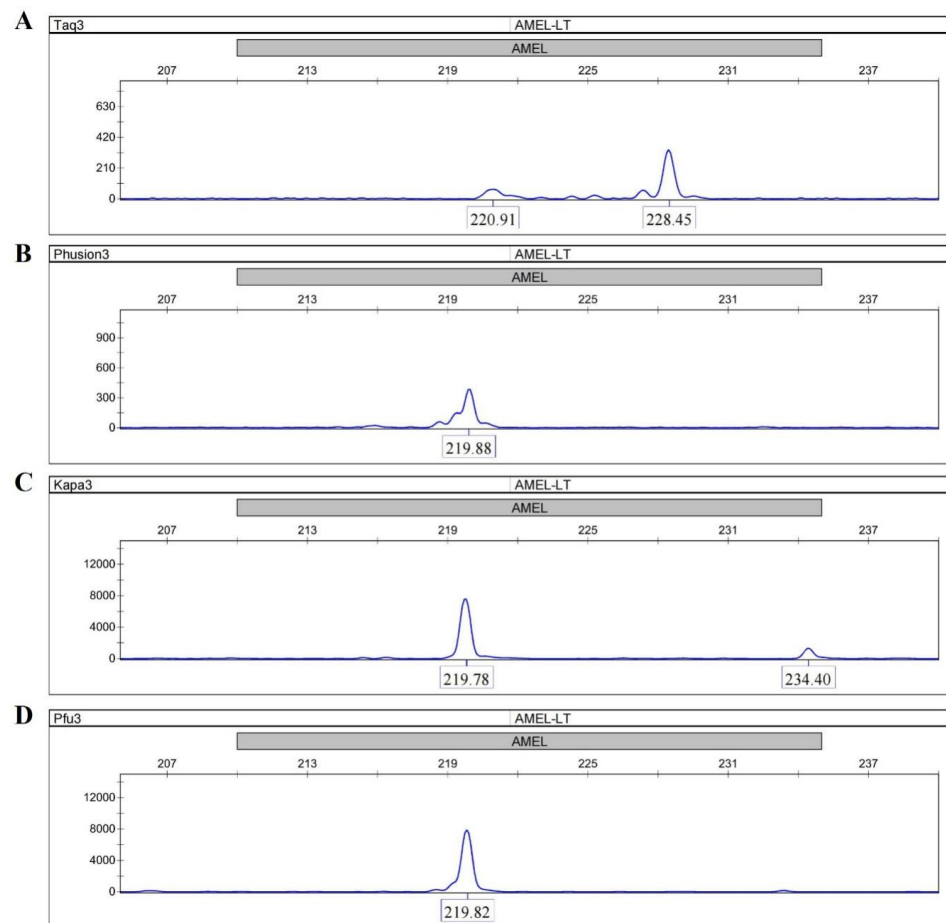 A
Taq3 AMEL-LT
AMEL
207 213 219 225 231 237
630
420
210
0
220.91 228.45
B
Phusion3 AMEL-LT
AMEL
207 213 219 225 231 237
900
600
300
0
219.88
C
Kapa3 AMEL-LT
AMEL
207 213 219 225 231 237
12000
8000
4000
0
219.78 234.40
D
Pfu3 AMEL-LT
AMEL
207 213 219 225 231 237
12000
8000
4000
0
219.82